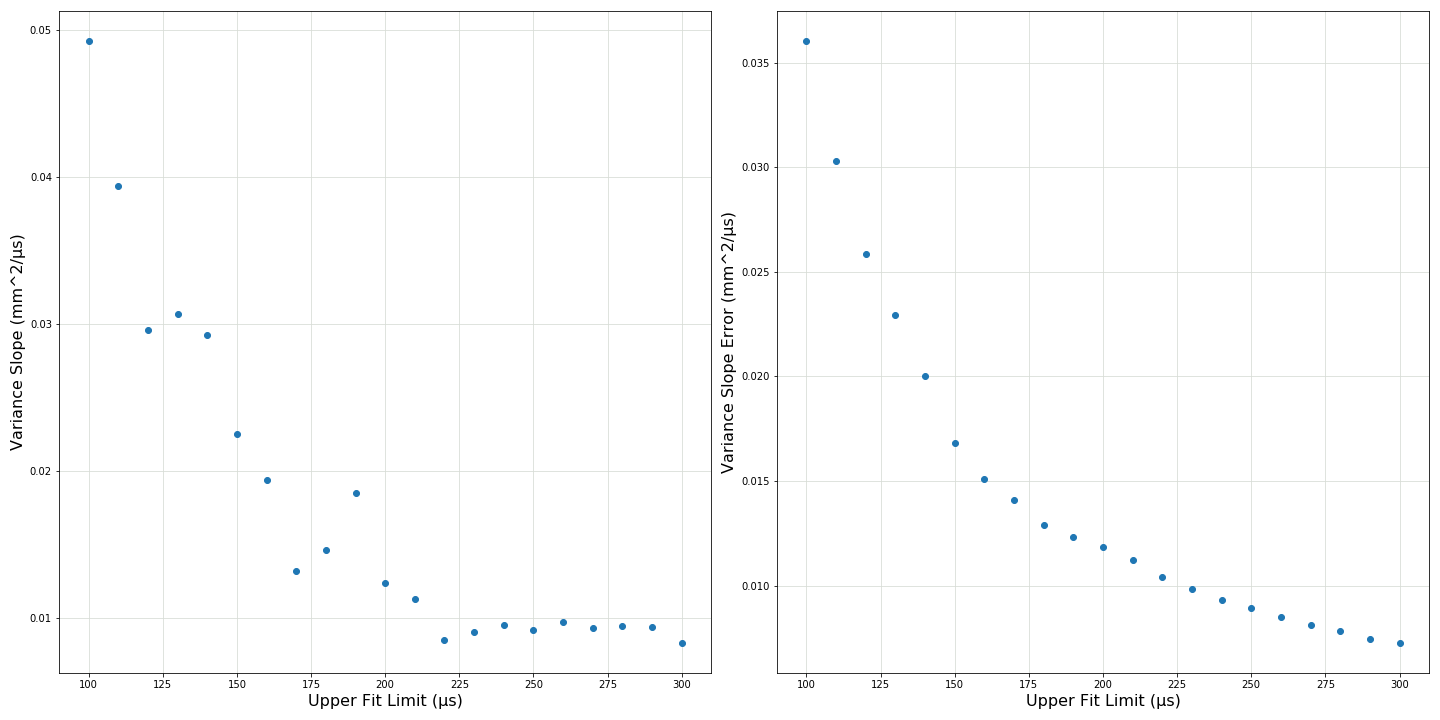 0.05
0.04
0.03
0.02
0.01
Variance Slope (mm^2/μs)
100 125 150 175 200 225 250 275 300
Upper Fit Limit (μs)
0.035
0.030
0.025
0.020
0.015
0.010
Variance Slope Error (mm^2/μs)
100 125 150 175 200 225 250 275 300
Upper Fit Limit (μs)